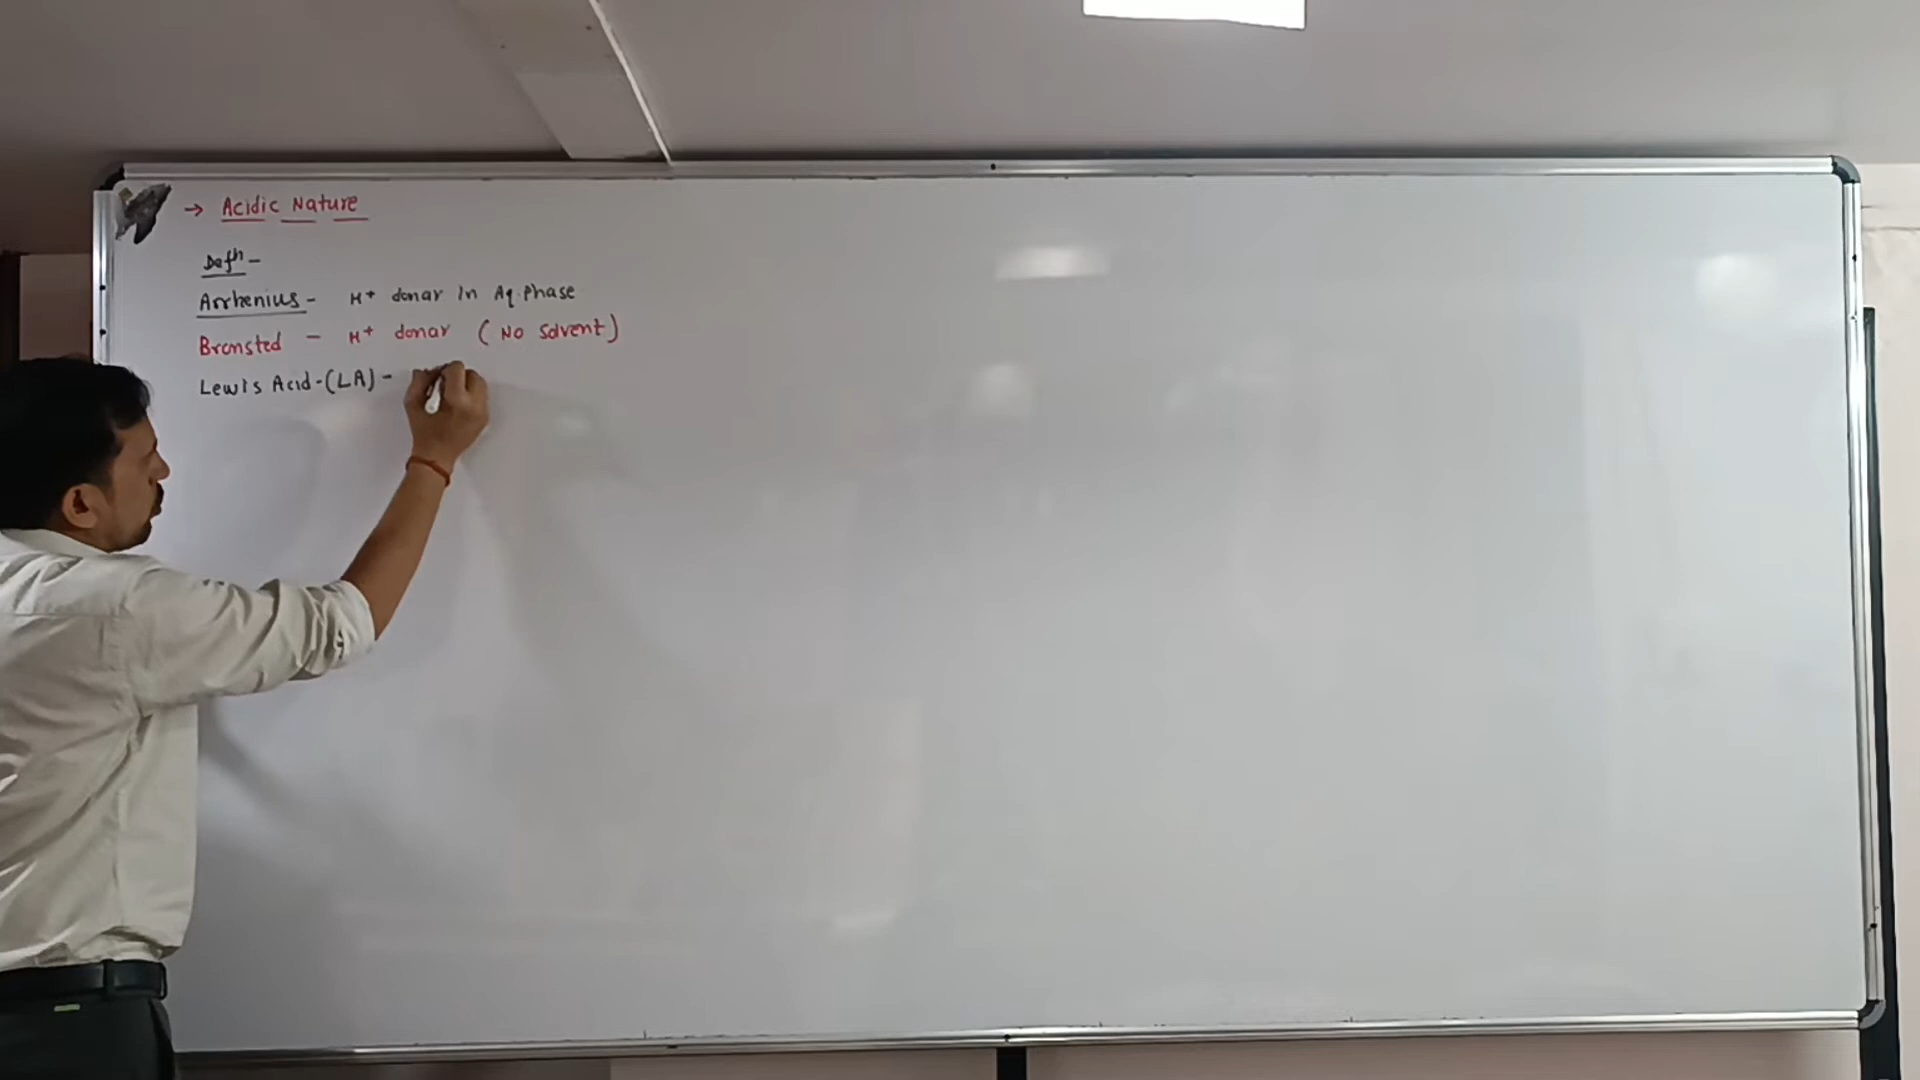 → Acidic Nature
Defn -
Arrhenius - H+ donar In Aq. Phase
Bronsted - H+ donar ( No Solvent )
Lewis Acid - (LA) -